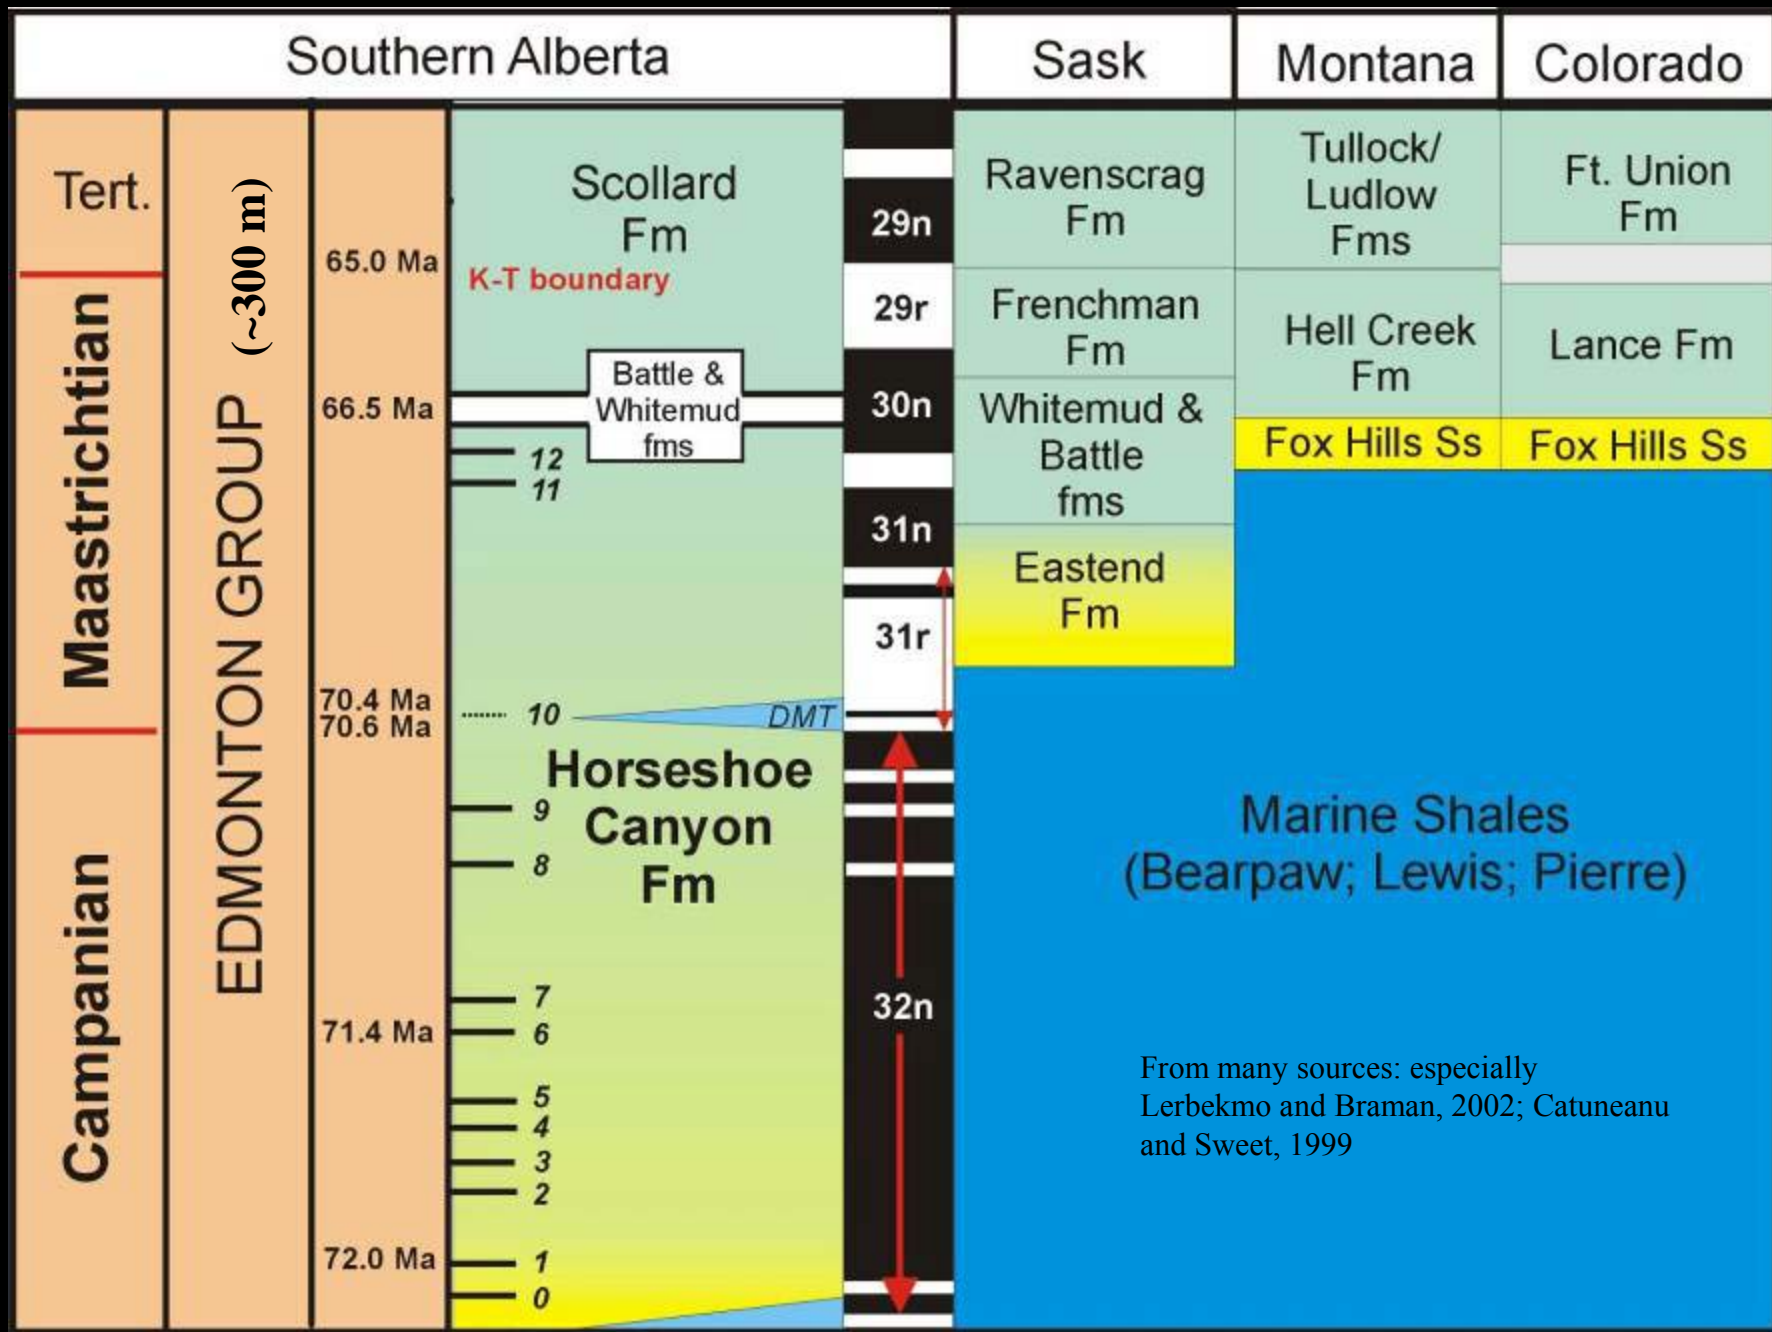 Southern Alberta
Sask
Montana
Colorado
Tert.
Maastrichtian
Campanian
EDMONTON GROUP (~300 m)
65.0 Ma
66.5 Ma
70.4 Ma
70.6 Ma
71.4 Ma
72.0 Ma
Scollard
Fm
K-T boundary
Battle &
Whitemud
fms
12
11
10
DMT
Horseshoe
Canyon
Fm
9
8
7
6
5
4
3
2
1
0
29n
29r
30n
31n
31r
32n
Ravenscrag
Fm
Frenchman
Fm
Whitemud &
Battle
fms
Eastend
Fm
Tullock/
Ludlow
Fms
Hell Creek
Fm
Fox Hills Ss
Ft. Union
Fm
Lance Fm
Fox Hills Ss
Marine Shales
(Bearpaw; Lewis; Pierre)
From many sources: especially
Lerbekmo and Braman, 2002; Catuneanu
and Sweet, 1999